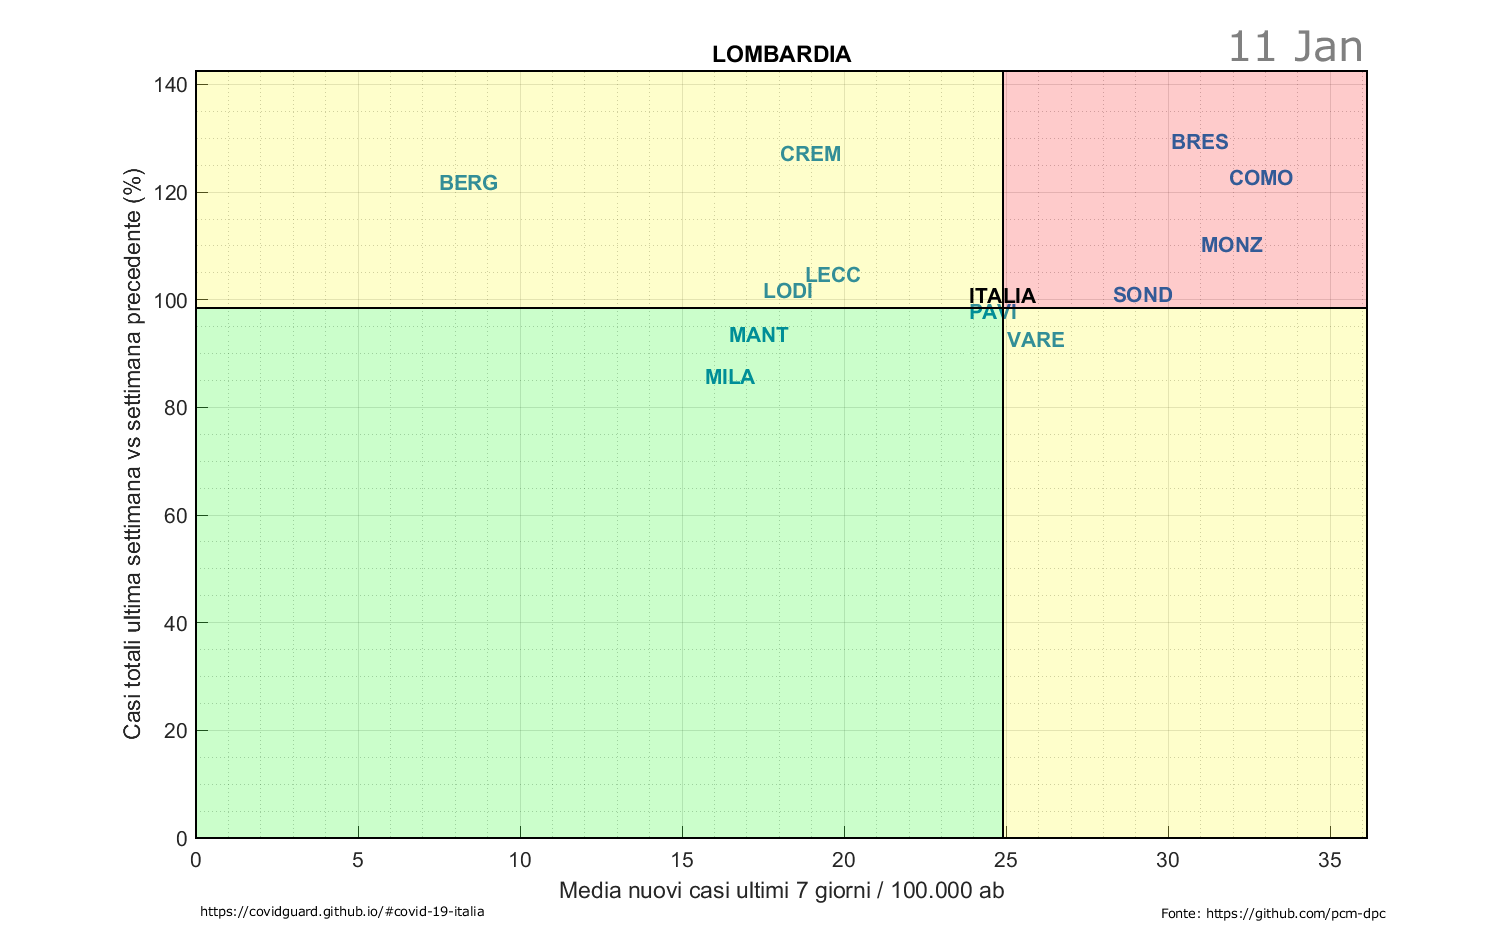 11 Jan
LOMBARDIA
Casi totali ultima settimana vs settimana precedente (%)
140
120
100
80
60
40
20
0
BRES
CREM
COMO
BERG
MONZ
LECC
LODI
ITALIA
SOND
PAVI
MANT
VARE
MILA
0 5 10 15 20 25 30 35
Media nuovi casi ultimi 7 giorni / 100.000 ab
https://covidguard.github.io/#covid-19-italia
Fonte: https://github.com/pcm-dpc